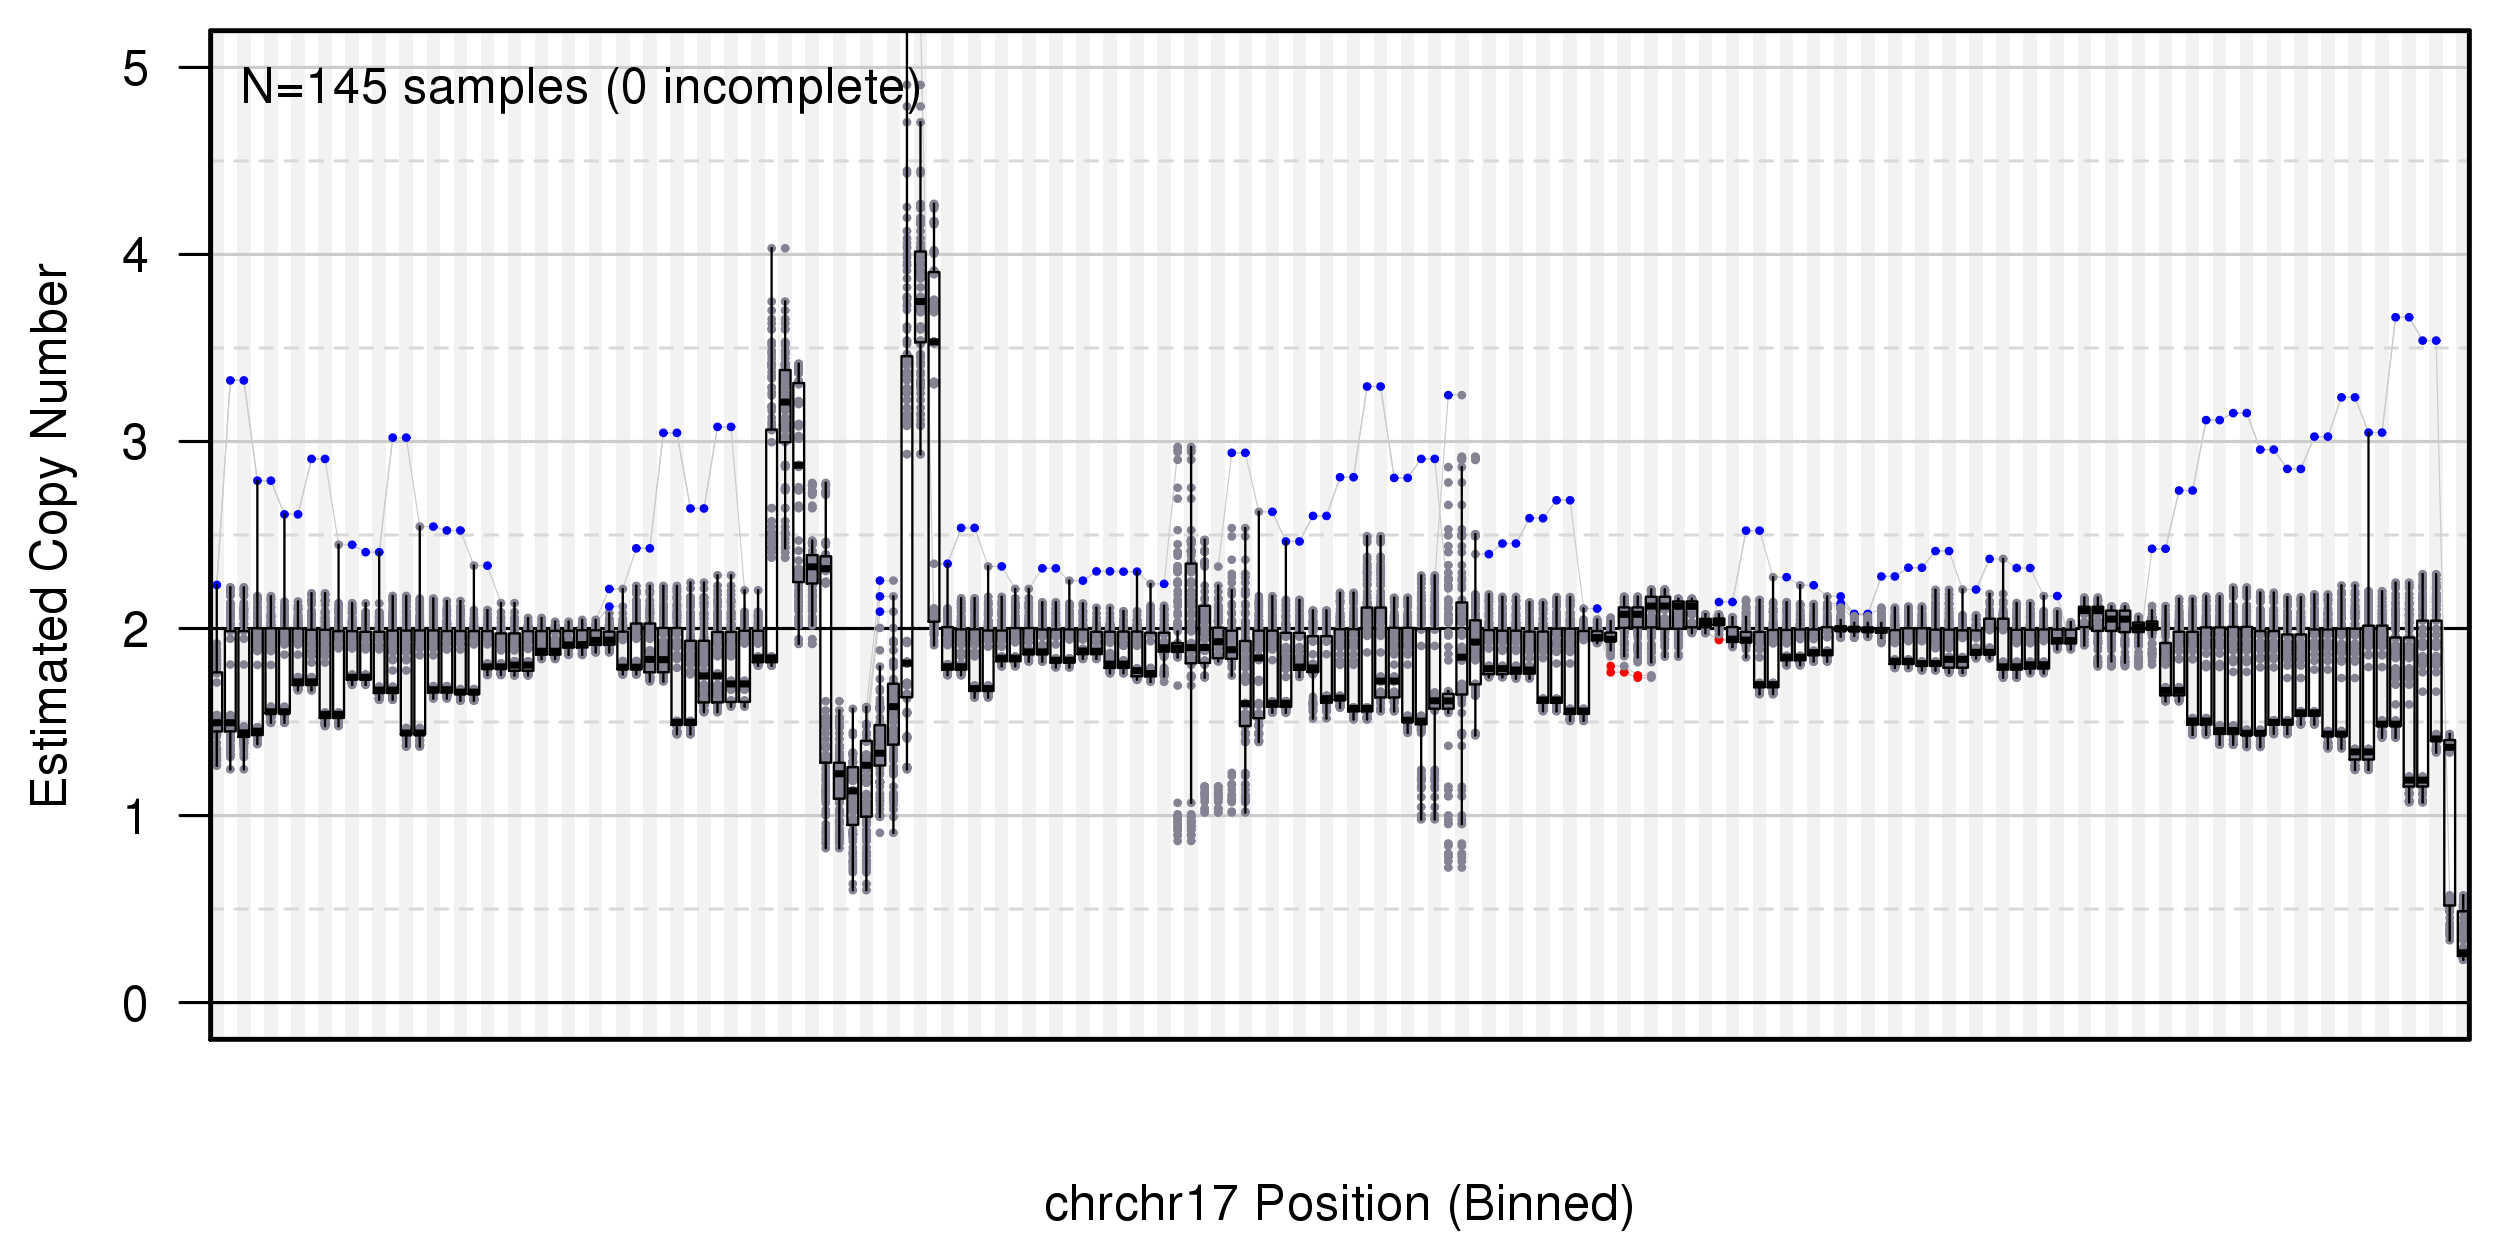 N=145 samples (0 incomplete)
Estimated Copy Number
5
4
3
2
1
0
chrchr17 Position (Binned)